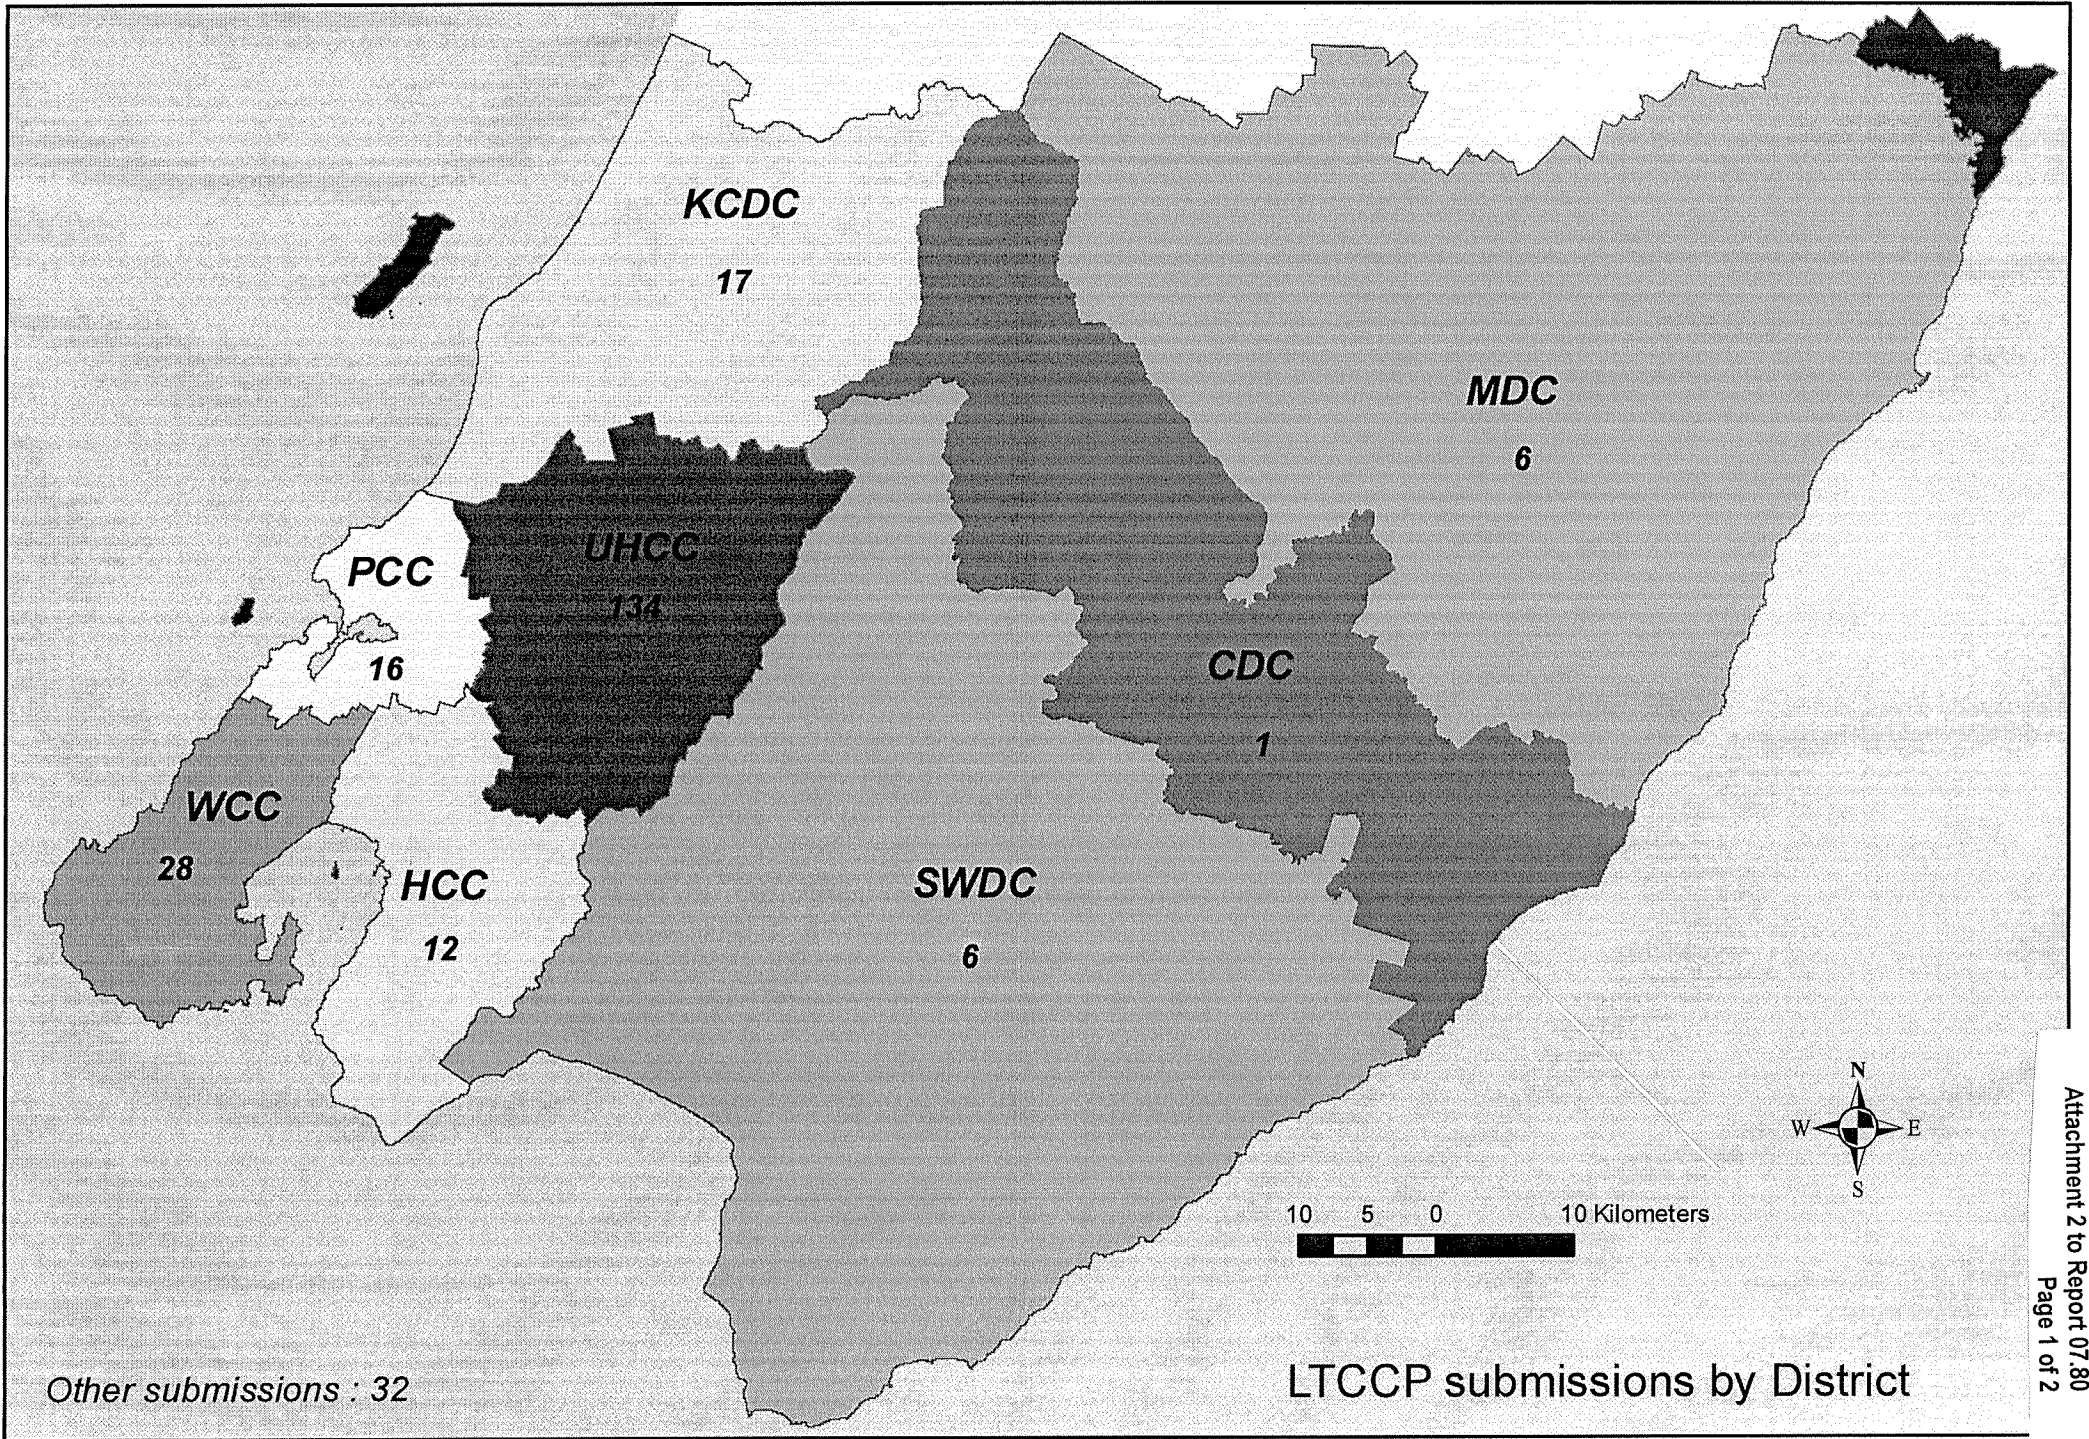 KCDC
17
MDC
6
UHCC
134
PCC
16
CDC
1
WCC
28
HCC
12
SWDC
6
N
W E
S
10 5 0 10 Kilometers
Other submissions : 32
LTCCP submissions by District
Attachment 2 to Report 07.80
Page 1 of 2